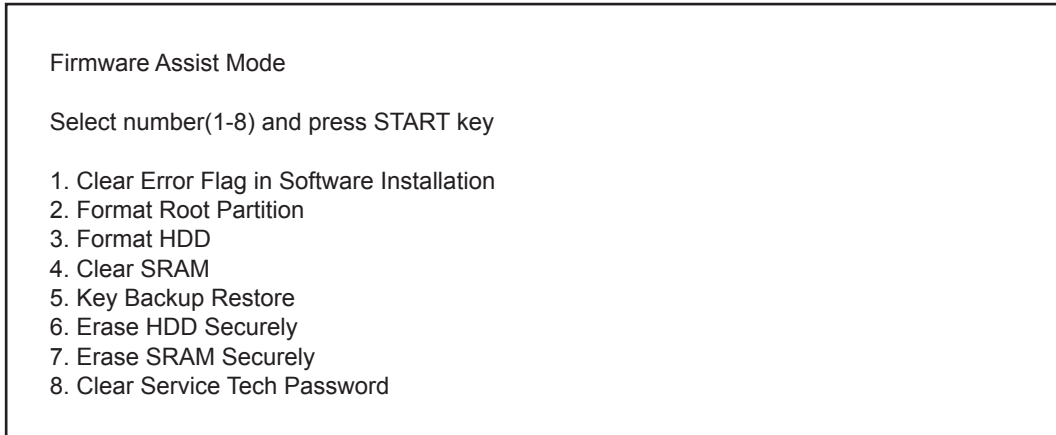 Firmware Assist Mode
Select number(1-8) and press START key
1. Clear Error Flag in Software Installation
2. Format Root Partition
3. Format HDD
4. Clear SRAM
5. Key Backup Restore
6. Erase HDD Securely
7. Erase SRAM Securely
8. Clear Service Tech Password